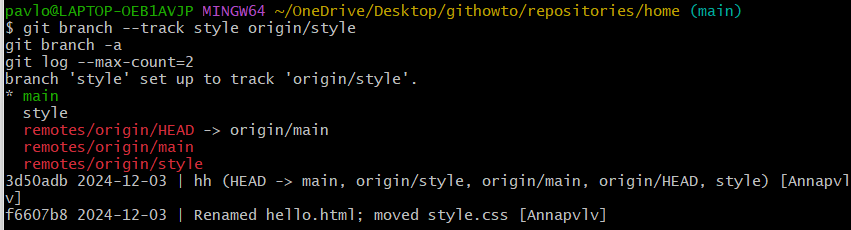 pavlo@LAPTOP-OEB1AVJP MINGW64 ~/OneDrive/Desktop/githowto/repositories/home (main)
$ git branch --track style origin/style
git branch -a
git log --max-count=2
branch 'style' set up to track 'origin/style'.
* main
  style
  remotes/origin/HEAD -> origin/main
  remotes/origin/main
  remotes/origin/style
3d50adb 2024-12-03 | hh (HEAD -> main, origin/style, origin/main, origin/HEAD, style) [Annapvl
v]
f6607b8 2024-12-03 | Renamed hello.html; moved style.css [Annapvlv]